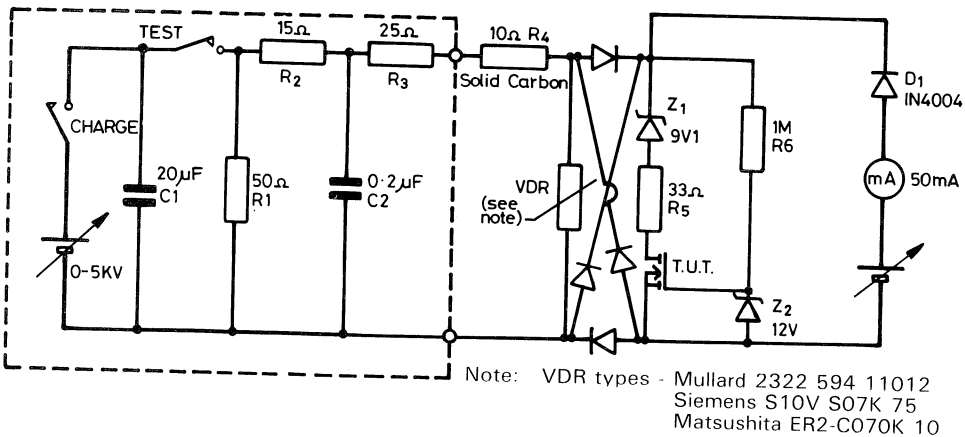 TEST
15Ω
R2
25Ω
R3
10Ω R4
Solid Carbon
CHARGE
20µF
C1
50Ω
R1
0·2µF
C2
0-5KV
VDR
(see
note)
Z1
9V1
33Ω
R5
T.U.T.
1M
R6
Z2
12V
D1
IN4004
mA
50mA
Note: VDR types - Mullard 2322 594 11012
Siemens S10V S07K 75
Matsushita ER2-C070K 10